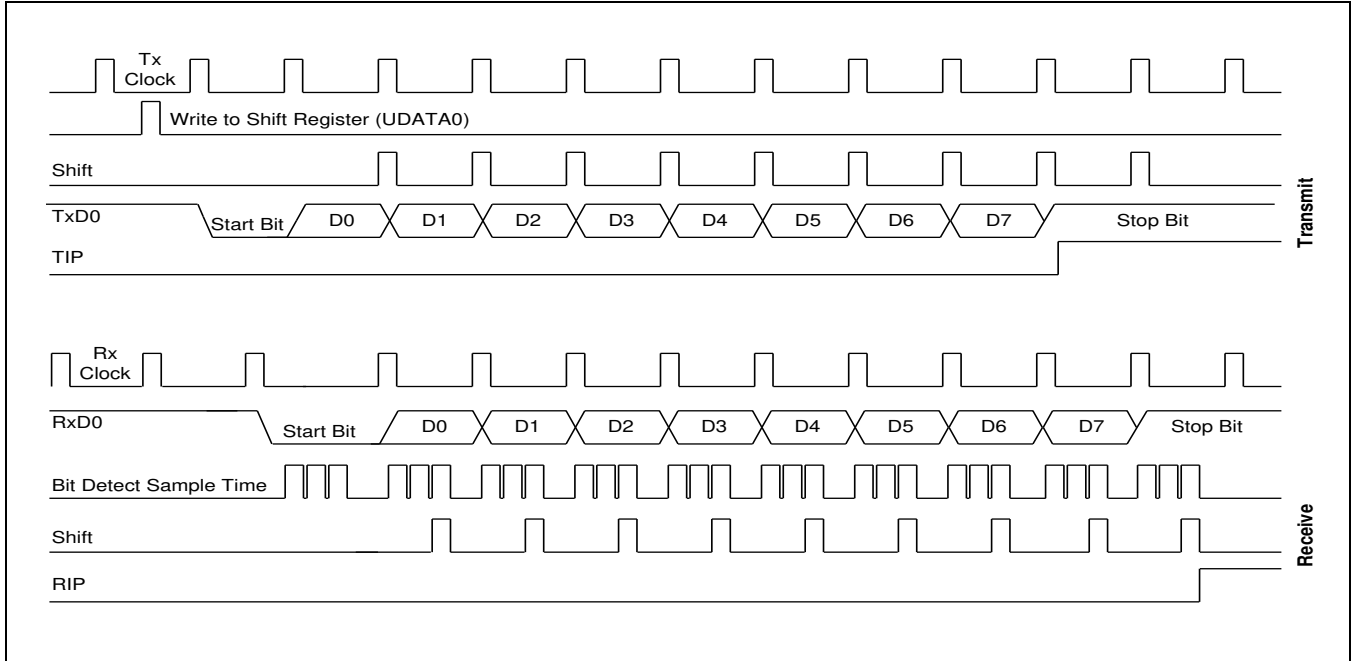 Tx
Clock
Write to Shift Register (UDATA0)
Shift
TxD0
Start Bit
D0
D1
D2
D3
D4
D5
D6
D7
Stop Bit
TIP
Transmit
Rx
Clock
RxD0
Start Bit
D0
D1
D2
D3
D4
D5
D6
D7
Stop Bit
Bit Detect Sample Time
Shift
RIP
Receive